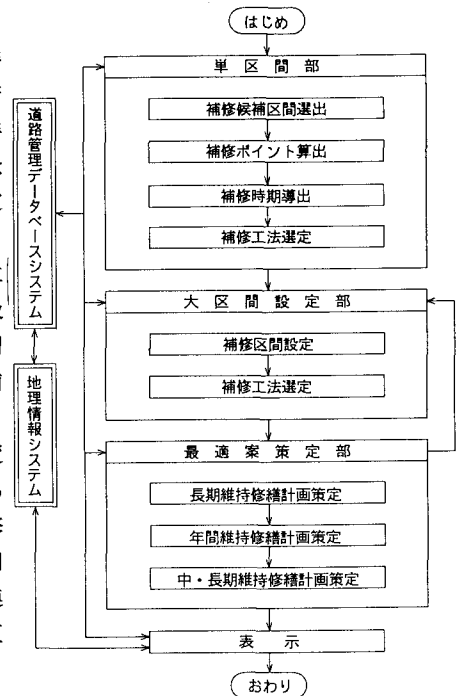 はじめ
単区間部
補修候補区間選出
補修ポイント算出
補修時期導出
補修工法選定
大区間設定部
補修区間設定
補修工法選定
最適案策定部
長期維持修繕計画策定
年間維持修繕計画策定
中・長期維持修繕計画策定
表示
おわり
道路管理データベースシステム
地理情報システム